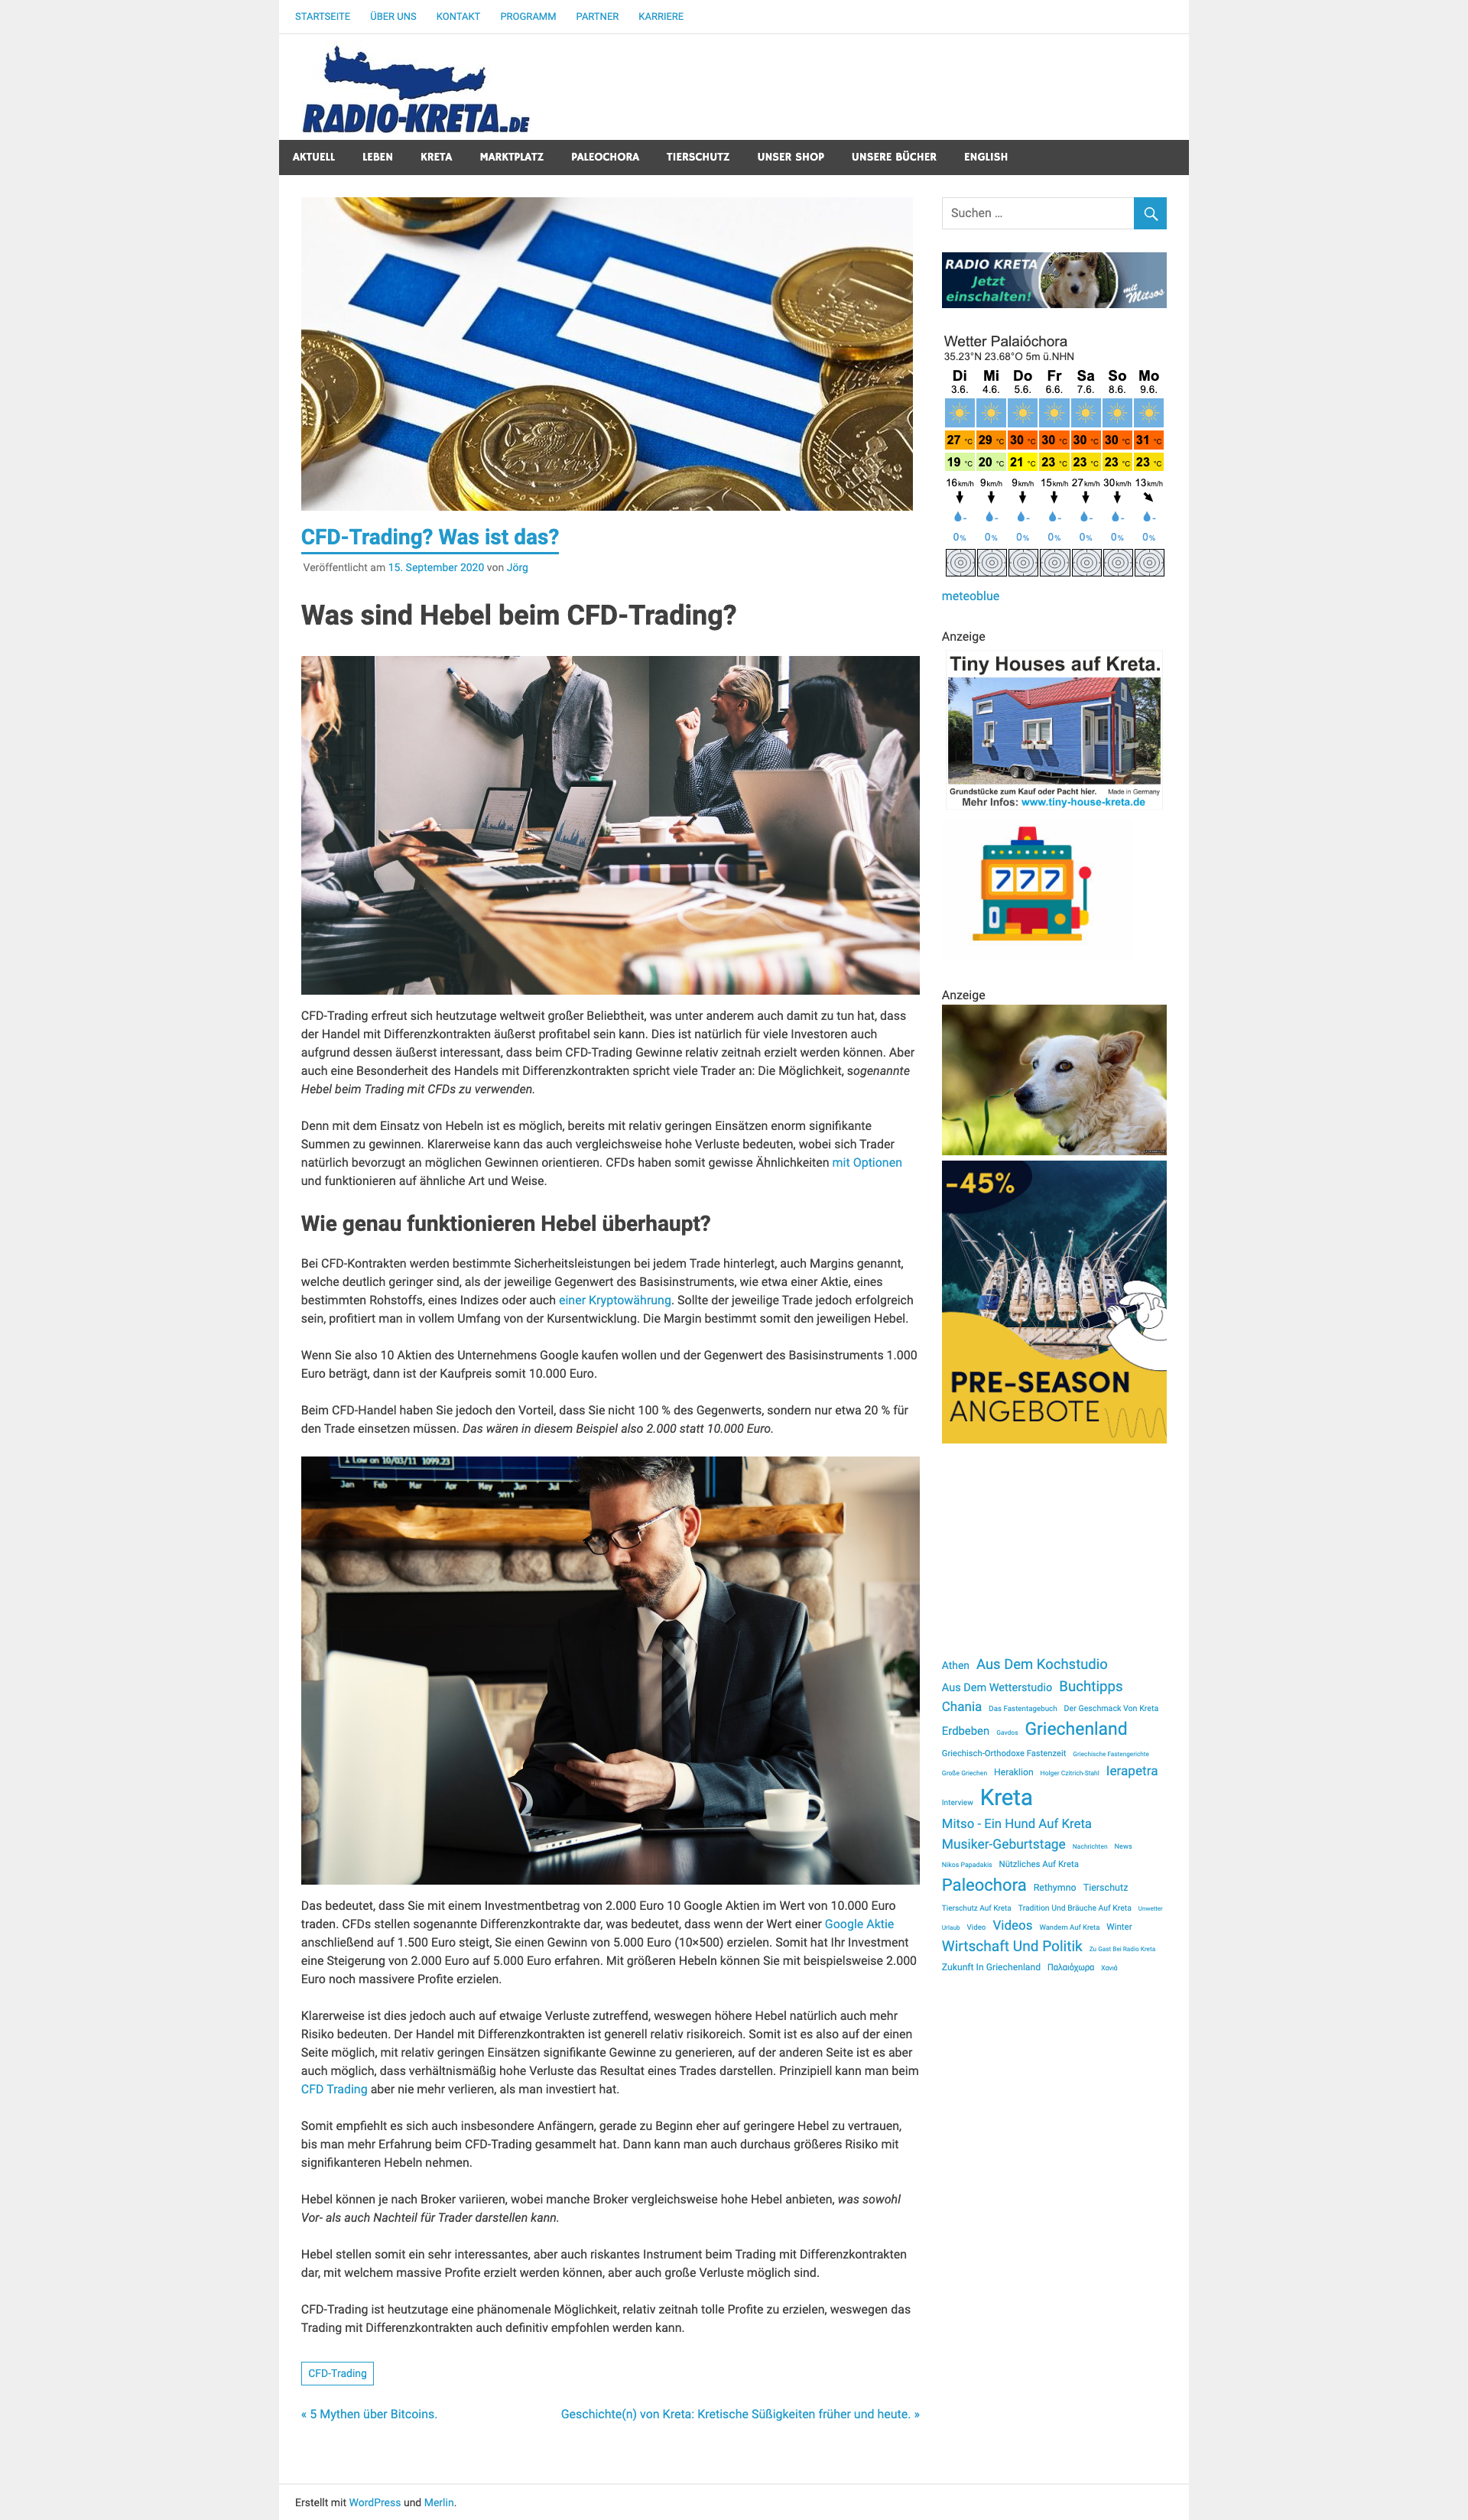 STARTSEITE ÜBER UNS KONTAKT PROGRAMM PARTNER KARRIERE
RADIO-KRETA.DE
AKTUELL LEBEN KRETA MARKTPLATZ PALEOCHORA TIERSCHUTZ UNSER SHOP UNSERE BÜCHER ENGLISH
CFD-Trading? Was ist das?
Veröffentlicht am 15. September 2020 von Jörg
Was sind Hebel beim CFD-Trading?
CFD-Trading erfreut sich heutzutage weltweit großer Beliebtheit, was unter anderem auch damit zu tun hat, dass
der Handel mit Differenzkontrakten äußerst profitabel sein kann. Dies ist natürlich für viele Investoren auch
aufgrund dessen äußerst interessant, dass beim CFD-Trading Gewinne relativ zeitnah erzielt werden können. Aber
auch eine Besonderheit des Handels mit Differenzkontrakten spricht viele Trader an: Die Möglichkeit, sogenannte
Hebel beim Trading mit CFDs zu verwenden.
Denn mit dem Einsatz von Hebeln ist es möglich, bereits mit relativ geringen Einsätzen enorm signifikante
Summen zu gewinnen. Klarerweise kann das auch vergleichsweise hohe Verluste bedeuten, wobei sich Trader
natürlich bevorzugt an möglichen Gewinnen orientieren. CFDs haben somit gewisse Ähnlichkeiten mit Optionen
und funktionieren auf ähnliche Art und Weise.
Wie genau funktionieren Hebel überhaupt?
Bei CFD-Kontrakten werden bestimmte Sicherheitsleistungen bei jedem Trade hinterlegt, auch Margins genannt,
welche deutlich geringer sind, als der jeweilige Gegenwert des Basisinstruments, wie etwa einer Aktie, eines
bestimmten Rohstoffs, eines Indizes oder auch einer Kryptowährung. Sollte der jeweilige Trade jedoch erfolgreich
sein, profitiert man in vollem Umfang von der Kursentwicklung. Die Margin bestimmt somit den jeweiligen Hebel.
Wenn Sie also 10 Aktien des Unternehmens Google kaufen wollen und der Gegenwert des Basisinstruments 1.000
Euro beträgt, dann ist der Kaufpreis somit 10.000 Euro.
Beim CFD-Handel haben Sie jedoch den Vorteil, dass Sie nicht 100 % des Gegenwerts, sondern nur etwa 20 % für
den Trade einsetzen müssen. Das wären in diesem Beispiel also 2.000 statt 10.000 Euro.
low on 10/03/11 1099.23
Jan Feb Mar Apr May Jun Jul
2011
Das bedeutet, dass Sie mit einem Investmentbetrag von 2.000 Euro 10 Google Aktien im Wert von 10.000 Euro
traden. CFDs stellen sogenannte Differenzkontrakte dar, was bedeutet, dass wenn der Wert einer Google Aktie
anschließend auf 1.500 Euro steigt, Sie einen Gewinn von 5.000 Euro (10×500) erzielen. Somit hat Ihr Investment
eine Steigerung von 2.000 Euro auf 5.000 Euro erfahren. Mit größeren Hebeln können Sie mit beispielsweise 2.000
Euro noch massivere Profite erzielen.
Klarerweise ist dies jedoch auch auf etwaige Verluste zutreffend, weswegen höhere Hebel natürlich auch mehr
Risiko bedeuten. Der Handel mit Differenzkontrakten ist generell relativ risikoreich. Somit ist es also auf der einen
Seite möglich, mit relativ geringen Einsätzen signifikante Gewinne zu generieren, auf der anderen Seite ist es aber
auch möglich, dass verhältnismäßig hohe Verluste das Resultat eines Trades darstellen. Prinzipiell kann man beim
CFD Trading aber nie mehr verlieren, als man investiert hat.
Somit empfiehlt es sich auch insbesondere Anfängern, gerade zu Beginn eher auf geringere Hebel zu vertrauen,
bis man mehr Erfahrung beim CFD-Trading gesammelt hat. Dann kann man auch durchaus größeres Risiko mit
signifikanteren Hebeln nehmen.
Hebel können je nach Broker variieren, wobei manche Broker vergleichsweise hohe Hebel anbieten, was sowohl
Vor- als auch Nachteil für Trader darstellen kann.
Hebel stellen somit ein sehr interessantes, aber auch riskantes Instrument beim Trading mit Differenzkontrakten
dar, mit welchem massive Profite erzielt werden können, aber auch große Verluste möglich sind.
CFD-Trading ist heutzutage eine phänomenale Möglichkeit, relativ zeitnah tolle Profite zu erzielen, weswegen das
Trading mit Differenzkontrakten auch definitiv empfohlen werden kann.
CFD-Trading
« 5 Mythen über Bitcoins. Geschichte(n) von Kreta: Kretische Süßigkeiten früher und heute. »
Suchen …
RADIO KRETA
Jetzt
einschalten!
mit
Mitsos
Wetter Palaióchora
35.23°N 23.68°O 5m ü.NHN
Di Mi Do Fr Sa So Mo
3.6. 4.6. 5.6. 6.6. 7.6. 8.6. 9.6.
27 °C 29 °C 30 °C 30 °C 30 °C 30 °C 31 °C
19 °C 20 °C 21 °C 23 °C 23 °C 23 °C 23 °C
16km/h 9km/h 9km/h 15km/h 27km/h 30km/h 13km/h
- - - - - - -
0% 0% 0% 0% 0% 0% 0%
meteoblue
Anzeige
Tiny Houses auf Kreta.
Grundstücke zum Kauf oder Pacht hier. Made in Germany
Mehr Infos: www.tiny-house-kreta.de
777
Anzeige
-45%
PRE-SEASON
ANGEBOTE
Athen Aus Dem Kochstudio
Aus Dem Wetterstudio Buchtipps
Chania Das Fastentagebuch Der Geschmack Von Kreta
Erdbeben Gavdos Griechenland
Griechisch-Orthodoxe Fastenzeit Griechische Fastengerichte
Große Griechen Heraklion Holger Czitrich-Stahl Ierapetra
Interview Kreta
Mitso - Ein Hund Auf Kreta
Musiker-Geburtstage Nachrichten News
Nikos Papadakis Nützliches Auf Kreta
Paleochora Rethymno Tierschutz
Tierschutz Auf Kreta Tradition Und Bräuche Auf Kreta Unwetter
Urlaub Video Videos Wandern Auf Kreta Winter
Wirtschaft Und Politik Zu Gast Bei Radio Kreta
Zukunft In Griechenland Παλαιόχωρα Χανιά
Erstellt mit WordPress und Merlin.